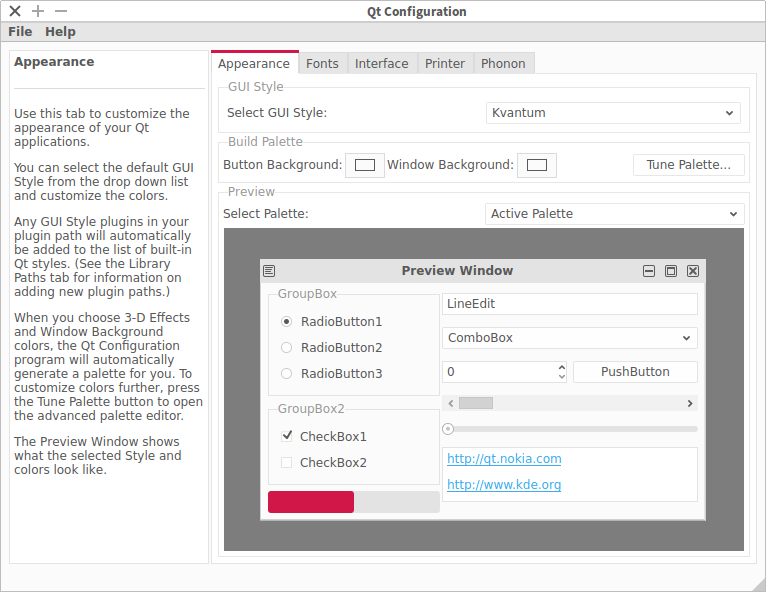 Qt Configuration
File Help
Appearance
Use this tab to customize the
appearance of your Qt
applications.
You can select the default GUI
Style from the drop down list
and customize the colors.
Any GUI Style plugins in your
plugin path will automatically
be added to the list of built-in
Qt styles. (See the Library
Paths tab for information on
adding new plugin paths.)
When you choose 3-D Effects
and Window Background
colors, the Qt Configuration
program will automatically
generate a palette for you. To
customize colors further, press
the Tune Palette button to open
the advanced palette editor.
The Preview Window shows
what the selected Style and
colors look like.
Appearance Fonts Interface Printer Phonon
GUI Style
Select GUI Style: Kvantum
Build Palette
Button Background: Window Background: Tune Palette...
Preview
Select Palette: Active Palette
Preview Window
GroupBox
RadioButton1
RadioButton2
RadioButton3
GroupBox2
CheckBox1
CheckBox2
LineEdit
ComboBox
0 PushButton
http://qt.nokia.com
http://www.kde.org